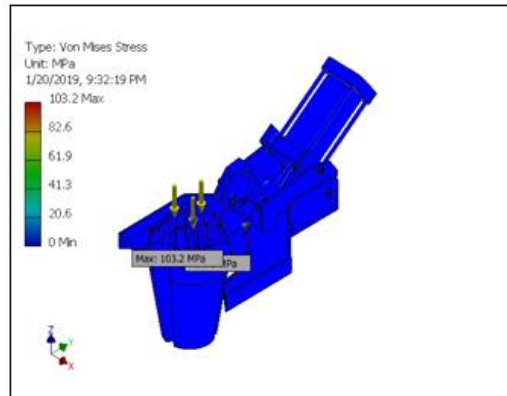 Type: Von Mises Stress
Unit: MPa
1/20/2019, 9:32:19 PM
103.2 Max
82.6
61.9
41.3
20.6
0 Min
Max: 103.2 MPa
MPa
Z
Y
X